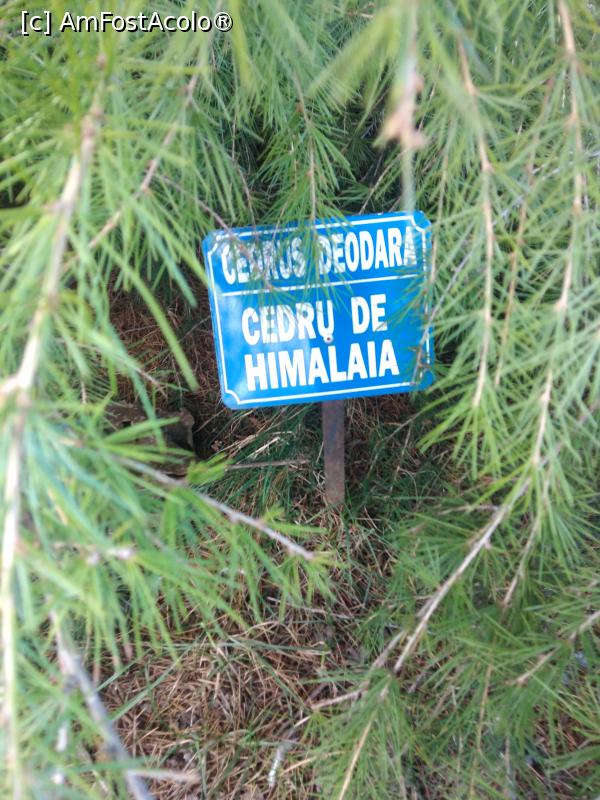 [c] AmFostAcolo®
CEDRUS DEODARA
CEDRU DE
HIMALAIA